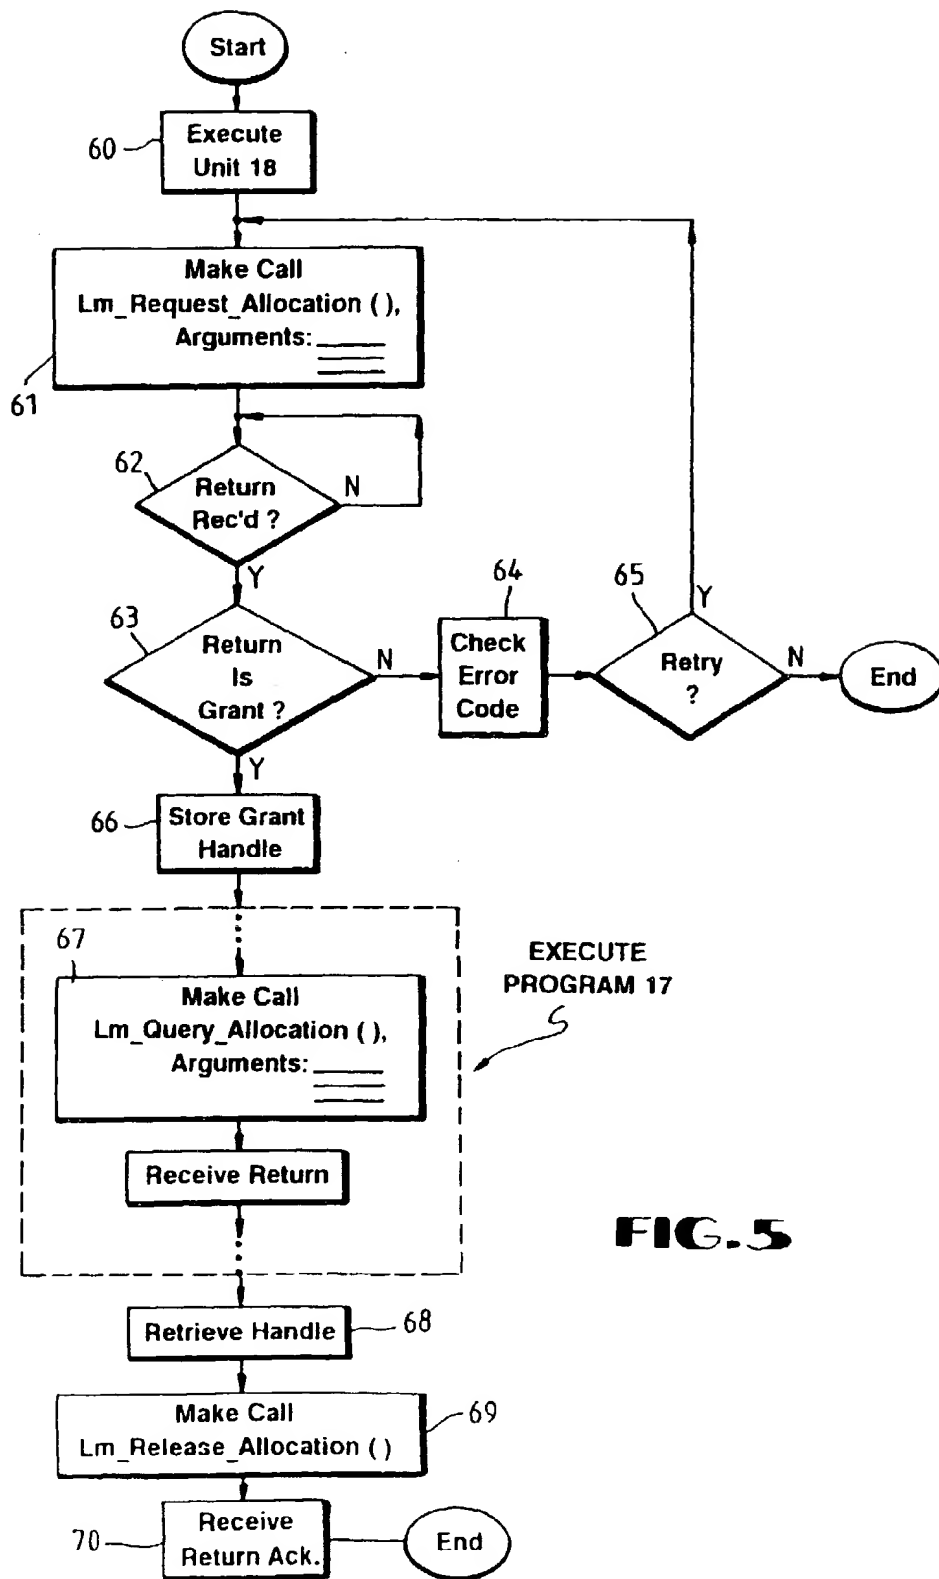 Start
60
Execute
Unit 18
Make Call
Lm_Request_Allocation ( ),
Arguments:
61
62
Return
Rec'd ?
N
Y
63
Return
Is
Grant ?
N
64
Check
Error
Code
65
Retry
?
Y
N
End
Y
66
Store Grant
Handle
67
Make Call
Lm_Query_Allocation ( ),
Arguments:
EXECUTE
PROGRAM 17
Receive Return
FIG.5
Retrieve Handle
68
Make Call
Lm_Release_Allocation ( )
69
70
Receive
Return Ack.
End